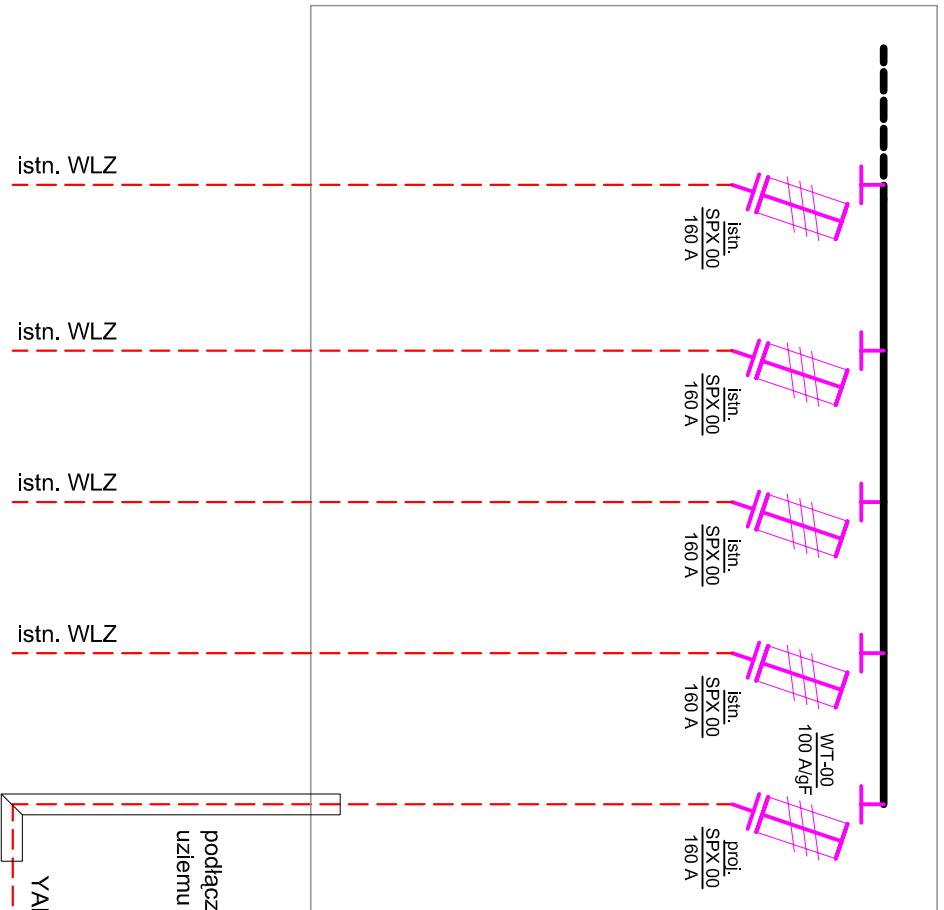 istn. WLZ
istn.
SPX 00
160 A
istn. WLZ
istn.
SPX 00
160 A
istn. WLZ
istn.
SPX 00
160 A
istn. WLZ
istn.
SPX 00
160 A
WT-00
100 A/gF
proj.
SPX 00
160 A
podłącz
uziemu
YA